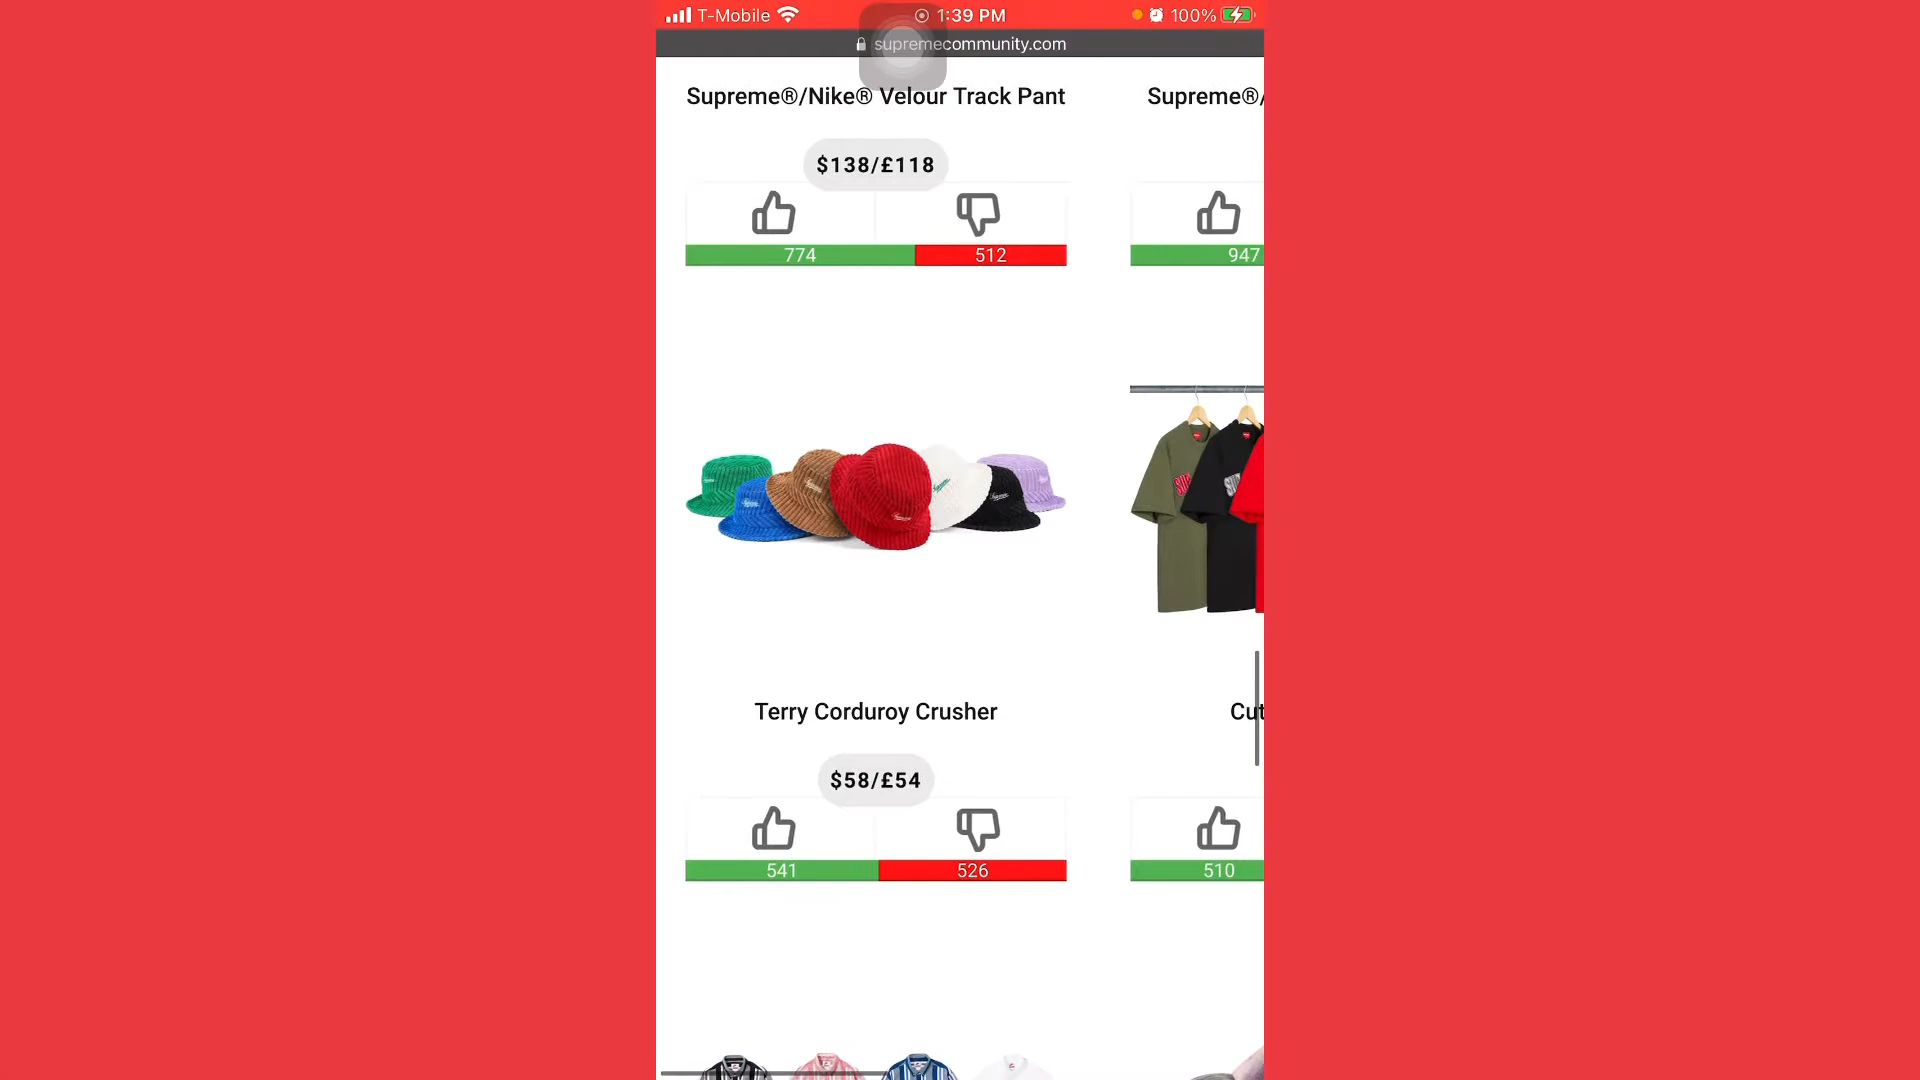 T-Mobile 1:39 PM 100%
supremecommunity.com
Supreme®/Nike® Velour Track Pant
Supreme®/
$138/£118
774 512
947
Terry Corduroy Crusher
Cut
$58/£54
541 526
510